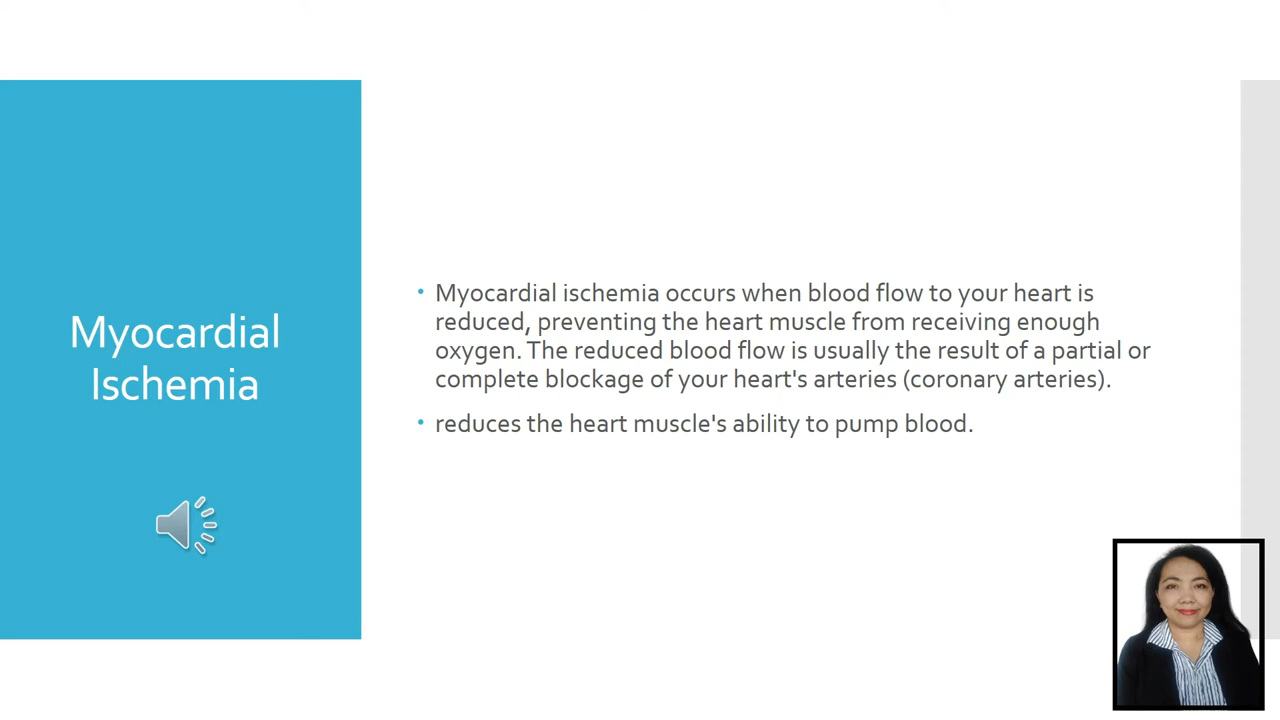 Myocardial
Ischemia
Myocardial ischemia occurs when blood flow to your heart is
reduced, preventing the heart muscle from receiving enough
oxygen. The reduced blood flow is usually the result of a partial or
complete blockage of your heart's arteries (coronary arteries).
reduces the heart muscle's ability to pump blood.